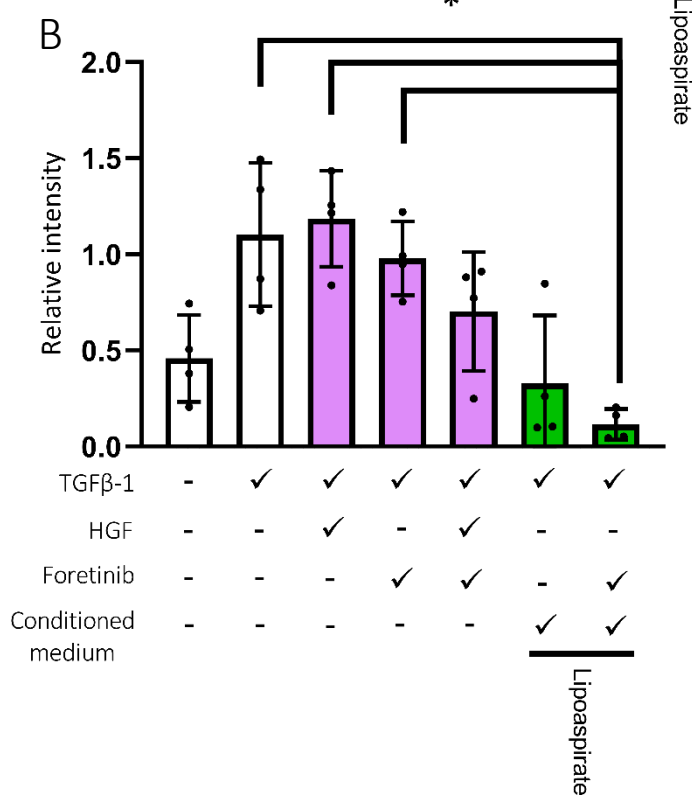 *
B
Lipoaspirate
2.0
1.5
1.0
0.5
0.0
Relative intensity
TGFβ-1 - ✓ ✓ ✓ ✓ ✓ ✓
HGF - - ✓ - ✓ - -
Foretinib - - - ✓ ✓ - ✓
Conditioned - - - - - ✓ ✓
medium
Lipoaspirate